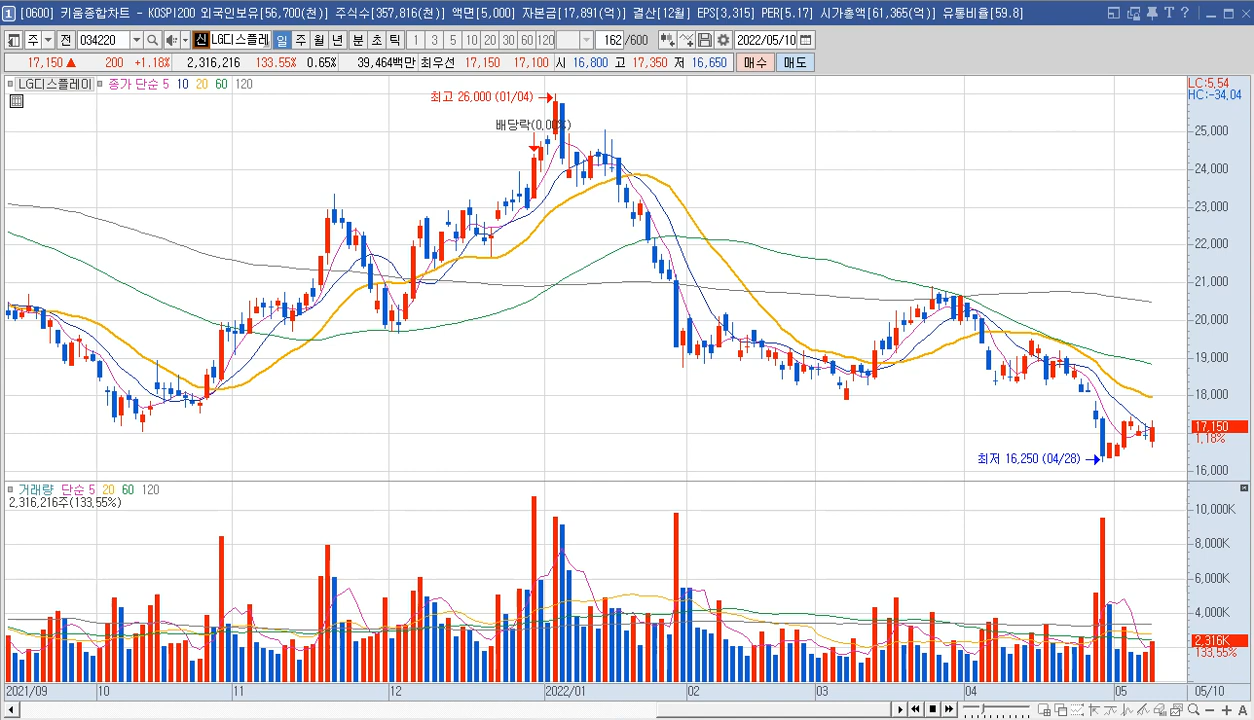 [0600] 키움종합차트 - KOSPI200 외국인보유[56,700(천)] 주식수[357,816(천)] 액면[5,000] 자본금[17,891(억)] 결산[12월] EPS[3,315] PER[5.17] 시가총액[61,365(억)] 유통비율[59.8]
주 전 034220 신 LG디스플레 일 주 월 년 분 초 틱 1 3 5 10 20 30 60 120 162 /600 2022/05/10
17,150 ▲ 200 +1.18% 2,316,216 133.55% 0.65% 39,464백만 최우선 17,150 17,100 시 16,800 고 17,350 저 16,650 매수 매도
LG디스플레이 종가 단순 5 10 20 60 120
LC:5.54
HC:-34.04
최고 26,000 (01/04)
배당락(0.00%)
25,000
24,000
23,000
22,000
21,000
20,000
19,000
18,000
17,150
1.18%
최저 16,250 (04/28)
16,000
거래량 단순 5 20 60 120
2,316,216주(133.55%)
10,000K
8,000K
6,000K
4,000K
2,316K
133.55%
2021/09 10 11 12 2022/01 02 03 04 05 05/10